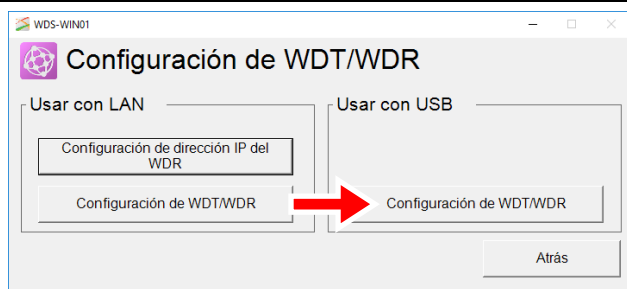 WDS-WIN01
Configuración de WDT/WDR
Usar con LAN
Configuración de dirección IP del
WDR
Configuración de WDT/WDR
Usar con USB
Configuración de WDT/WDR
Atrás